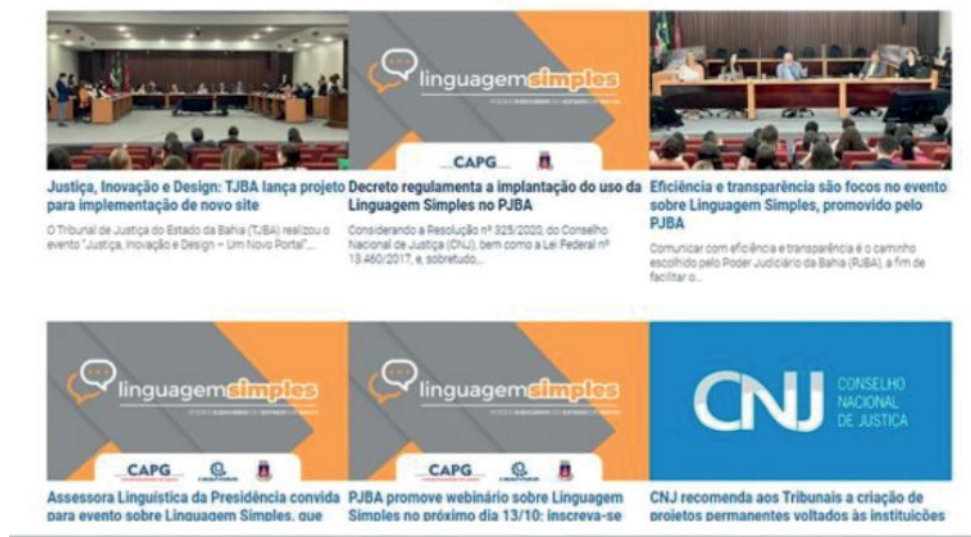 linguagemsimples
CAPG
Justiça, Inovação e Design: TJBA lança projeto
para implementação de novo site
O Tribunal de Justiça do Estado da Bahia (TJBA) realizou o
evento "Justiça, Inovação e Design – Um Novo Portal",...
Decreto regulamenta a implantação do uso da
Linguagem Simples no PJBA
Considerando a Resolução nº 325/2020, do Conselho
Nacional de Justiça (CNJ), bem como a Lei Federal nº
13.460/2017, e, sobretudo,...
Eficiência e transparência são focos no evento
sobre Linguagem Simples, promovido pelo
PJBA
Comunicar com eficiência e transparência é o caminho
escolhido pelo Poder Judiciário da Bahia (PJBA), a fim de
facilitar o...
linguagemsimples
CAPG
Assessora Linguística da Presidência convida
para evento sobre Linguagem Simples, que
linguagemsimples
CAPG
PJBA promove webinário sobre Linguagem
Simples no próximo dia 13/10; inscreva-se
CNJ
CONSELHO
NACIONAL
DE JUSTIÇA
CNJ recomenda aos Tribunais a criação de
projetos permanentes voltados às instituições